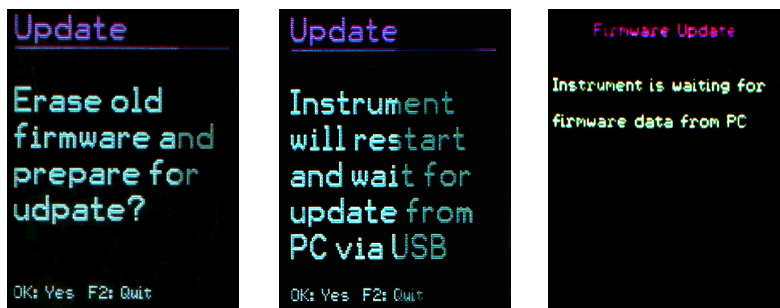 Update
Erase old
firmware and
prepare for
udpate?
OK: Yes F2: Quit
Update
Instrument
will restart
and wait for
update from
PC via USB
OK: Yes F2: Quit
Firmware Update
Instrument is waiting for
firmware data from PC